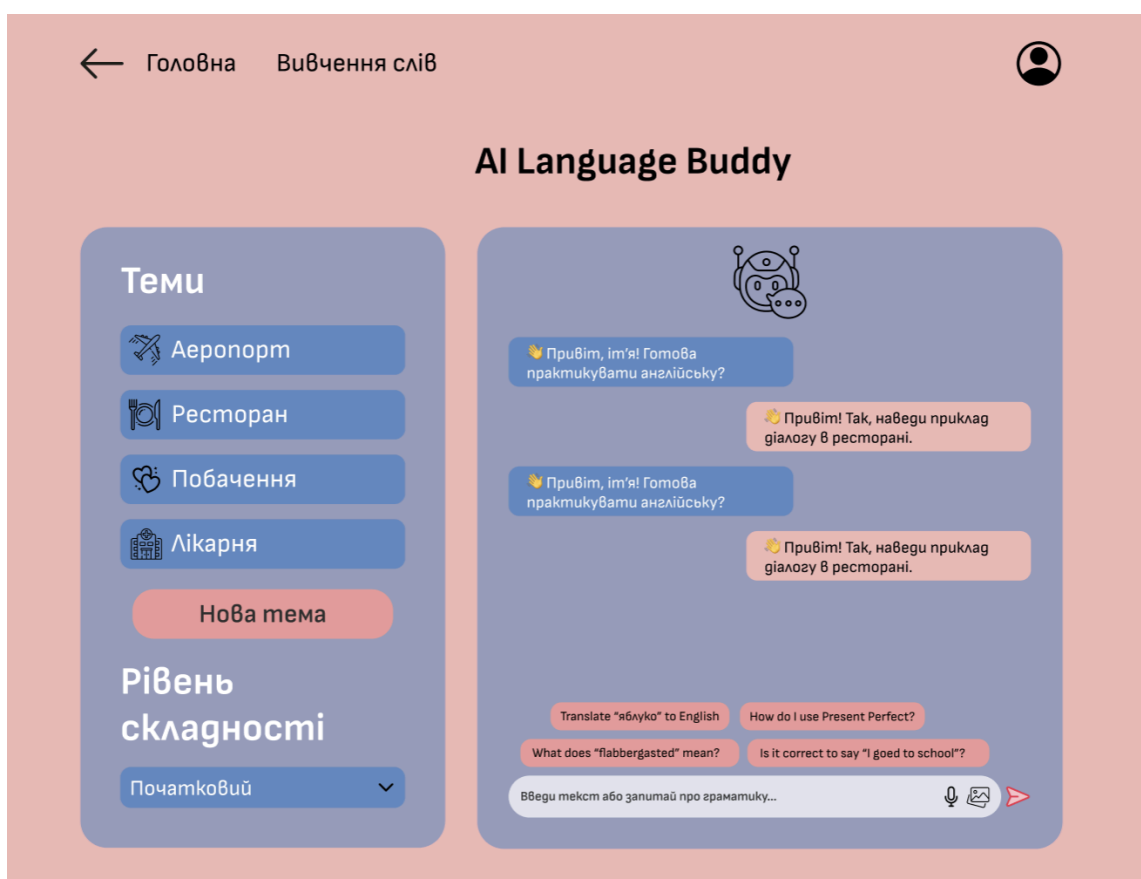 Головна Вивчення слів
AI Language Buddy
Теми
Аеропорт
Ресторан
Побачення
Лікарня
Нова тема
Рівень
складності
Початковий
👋 Привіт, ім'я! Готова
практикувати англійську?
👋 Привіт! Так, наведи приклад
діалогу в ресторані.
👋 Привіт, ім'я! Готова
практикувати англійську?
👋 Привіт! Так, наведи приклад
діалогу в ресторані.
Translate “яблуко” to English
How do I use Present Perfect?
What does “flabbergasted” mean?
Is it correct to say “I goed to school”?
Введи текст або запитай про граматику...